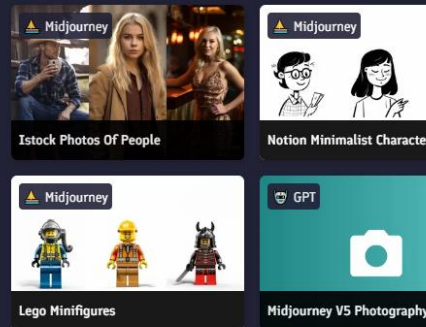 Midjourney
Midjourney
Istock Photos Of People
Notion Minimalist Characte
Midjourney
GPT
Lego Minifigures
Midjourney V5 Photography